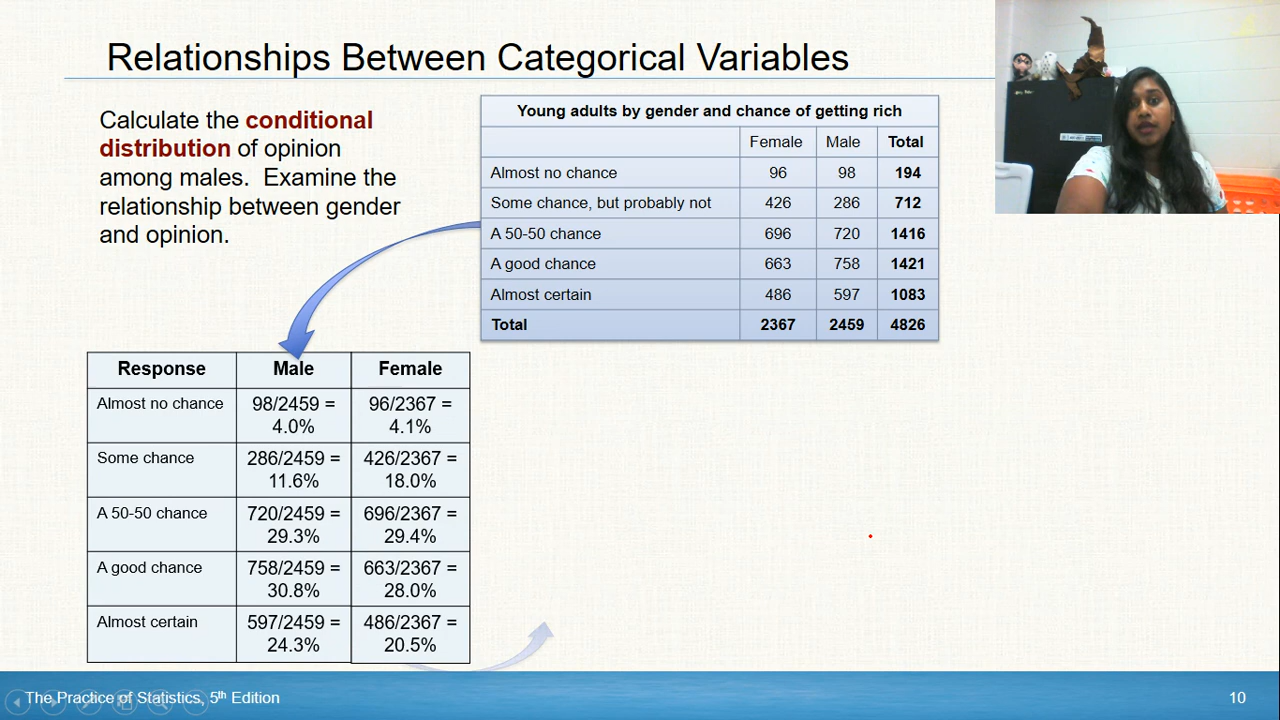 Relationships Between Categorical Variables
Calculate the conditional
distribution of opinion
among males. Examine the
relationship between gender
and opinion.
Young adults by gender and chance of getting rich
Female Male Total
Almost no chance 96 98 194
Some chance, but probably not 426 286 712
A 50-50 chance 696 720 1416
A good chance 663 758 1421
Almost certain 486 597 1083
Total 2367 2459 4826
Response Male Female
Almost no chance 98/2459 = 96/2367 =
4.0% 4.1%
Some chance 286/2459 = 426/2367 =
11.6% 18.0%
A 50-50 chance 720/2459 = 696/2367 =
29.3% 29.4%
A good chance 758/2459 = 663/2367 =
30.8% 28.0%
Almost certain 597/2459 = 486/2367 =
24.3% 20.5%
The Practice of Statistics, 5th Edition
10